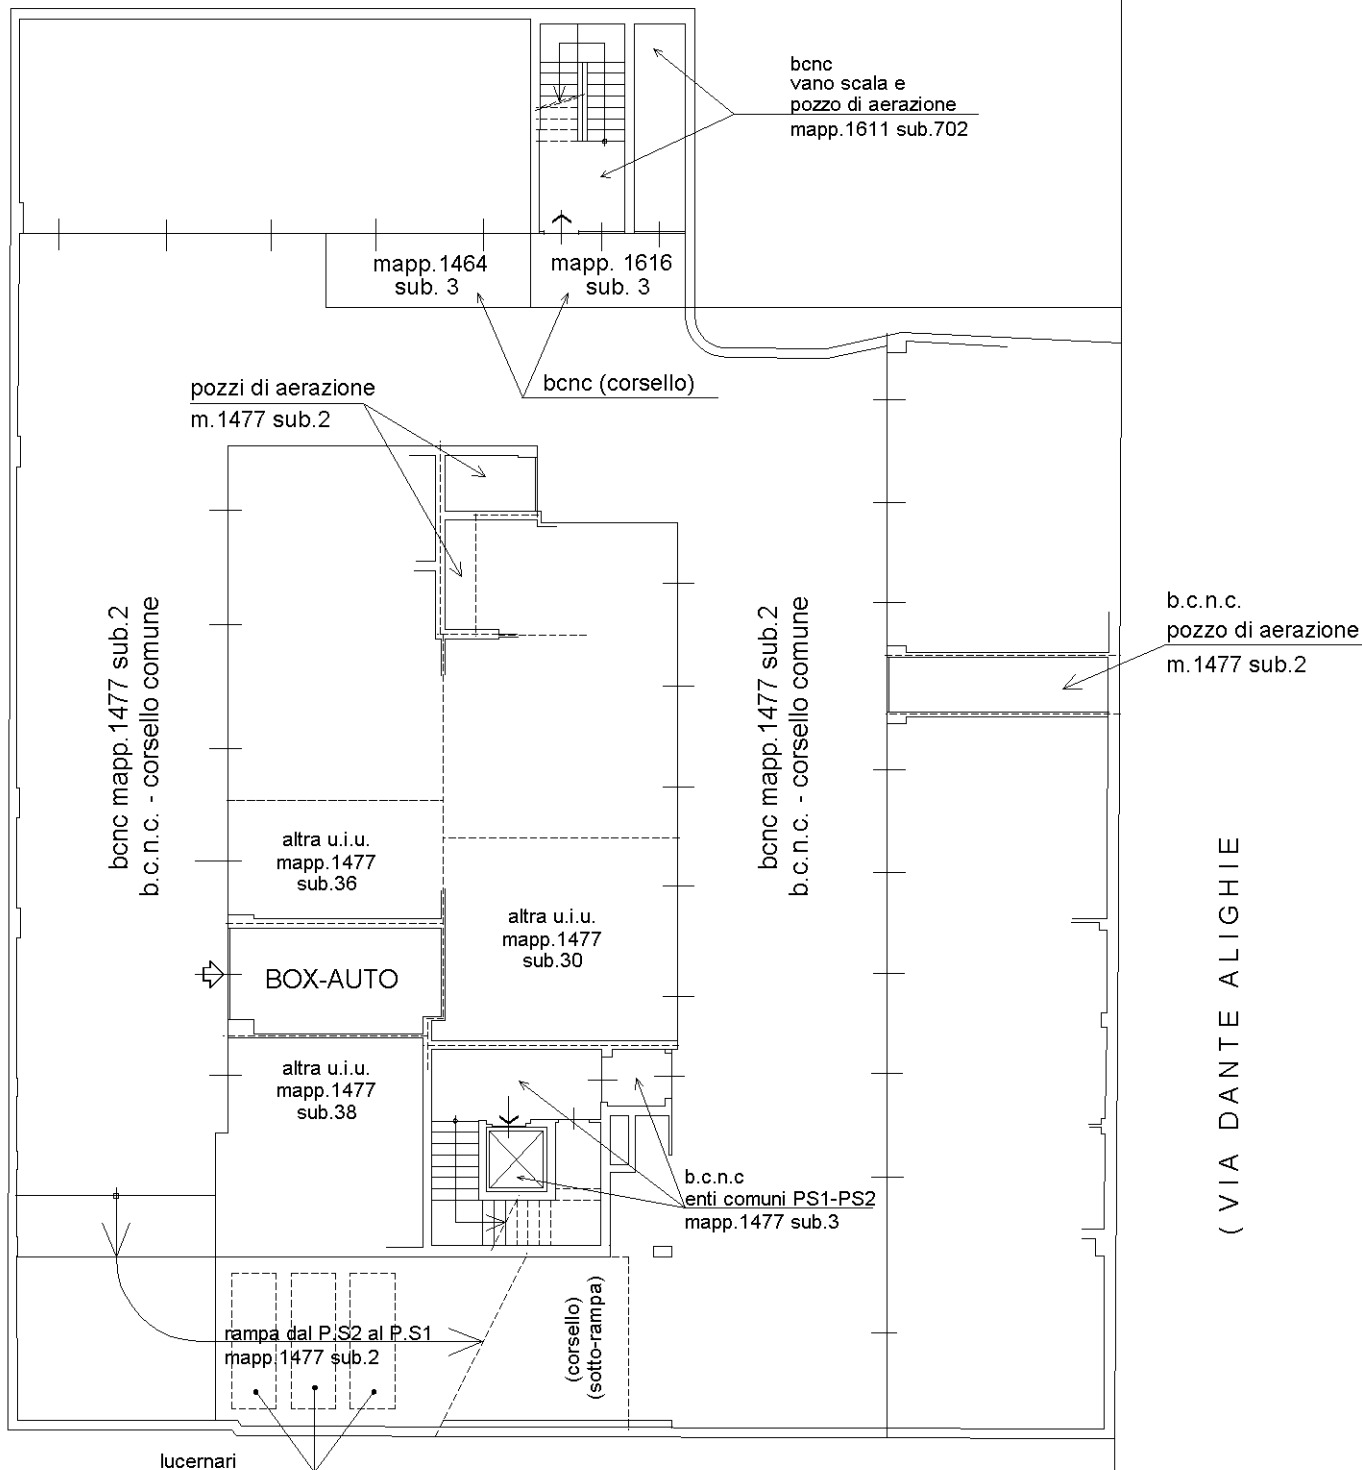 bcnc
vano scala e
pozzo di aerazione
mapp.1611 sub.702
mapp.1464
sub. 3
mapp. 1616
sub. 3
bcnc (corsello)
pozzi di aerazione
m.1477 sub.2
bcnc mapp.1477 sub.2
b.c.n.c. - corsello comune
bcnc mapp.1477 sub.2
b.c.n.c. - corsello comune
b.c.n.c.
pozzo di aerazione
m.1477 sub.2
altra u.i.u.
mapp.1477
sub.36
altra u.i.u.
mapp.1477
sub.30
BOX-AUTO
altra u.i.u.
mapp.1477
sub.38
b.c.n.c
enti comuni PS1-PS2
mapp.1477 sub.3
(corsello)
(sotto-rampa)
rampa dal P.S2 al P.S1
mapp.1477 sub.2
lucernari
( VIA DANTE ALIGHIE